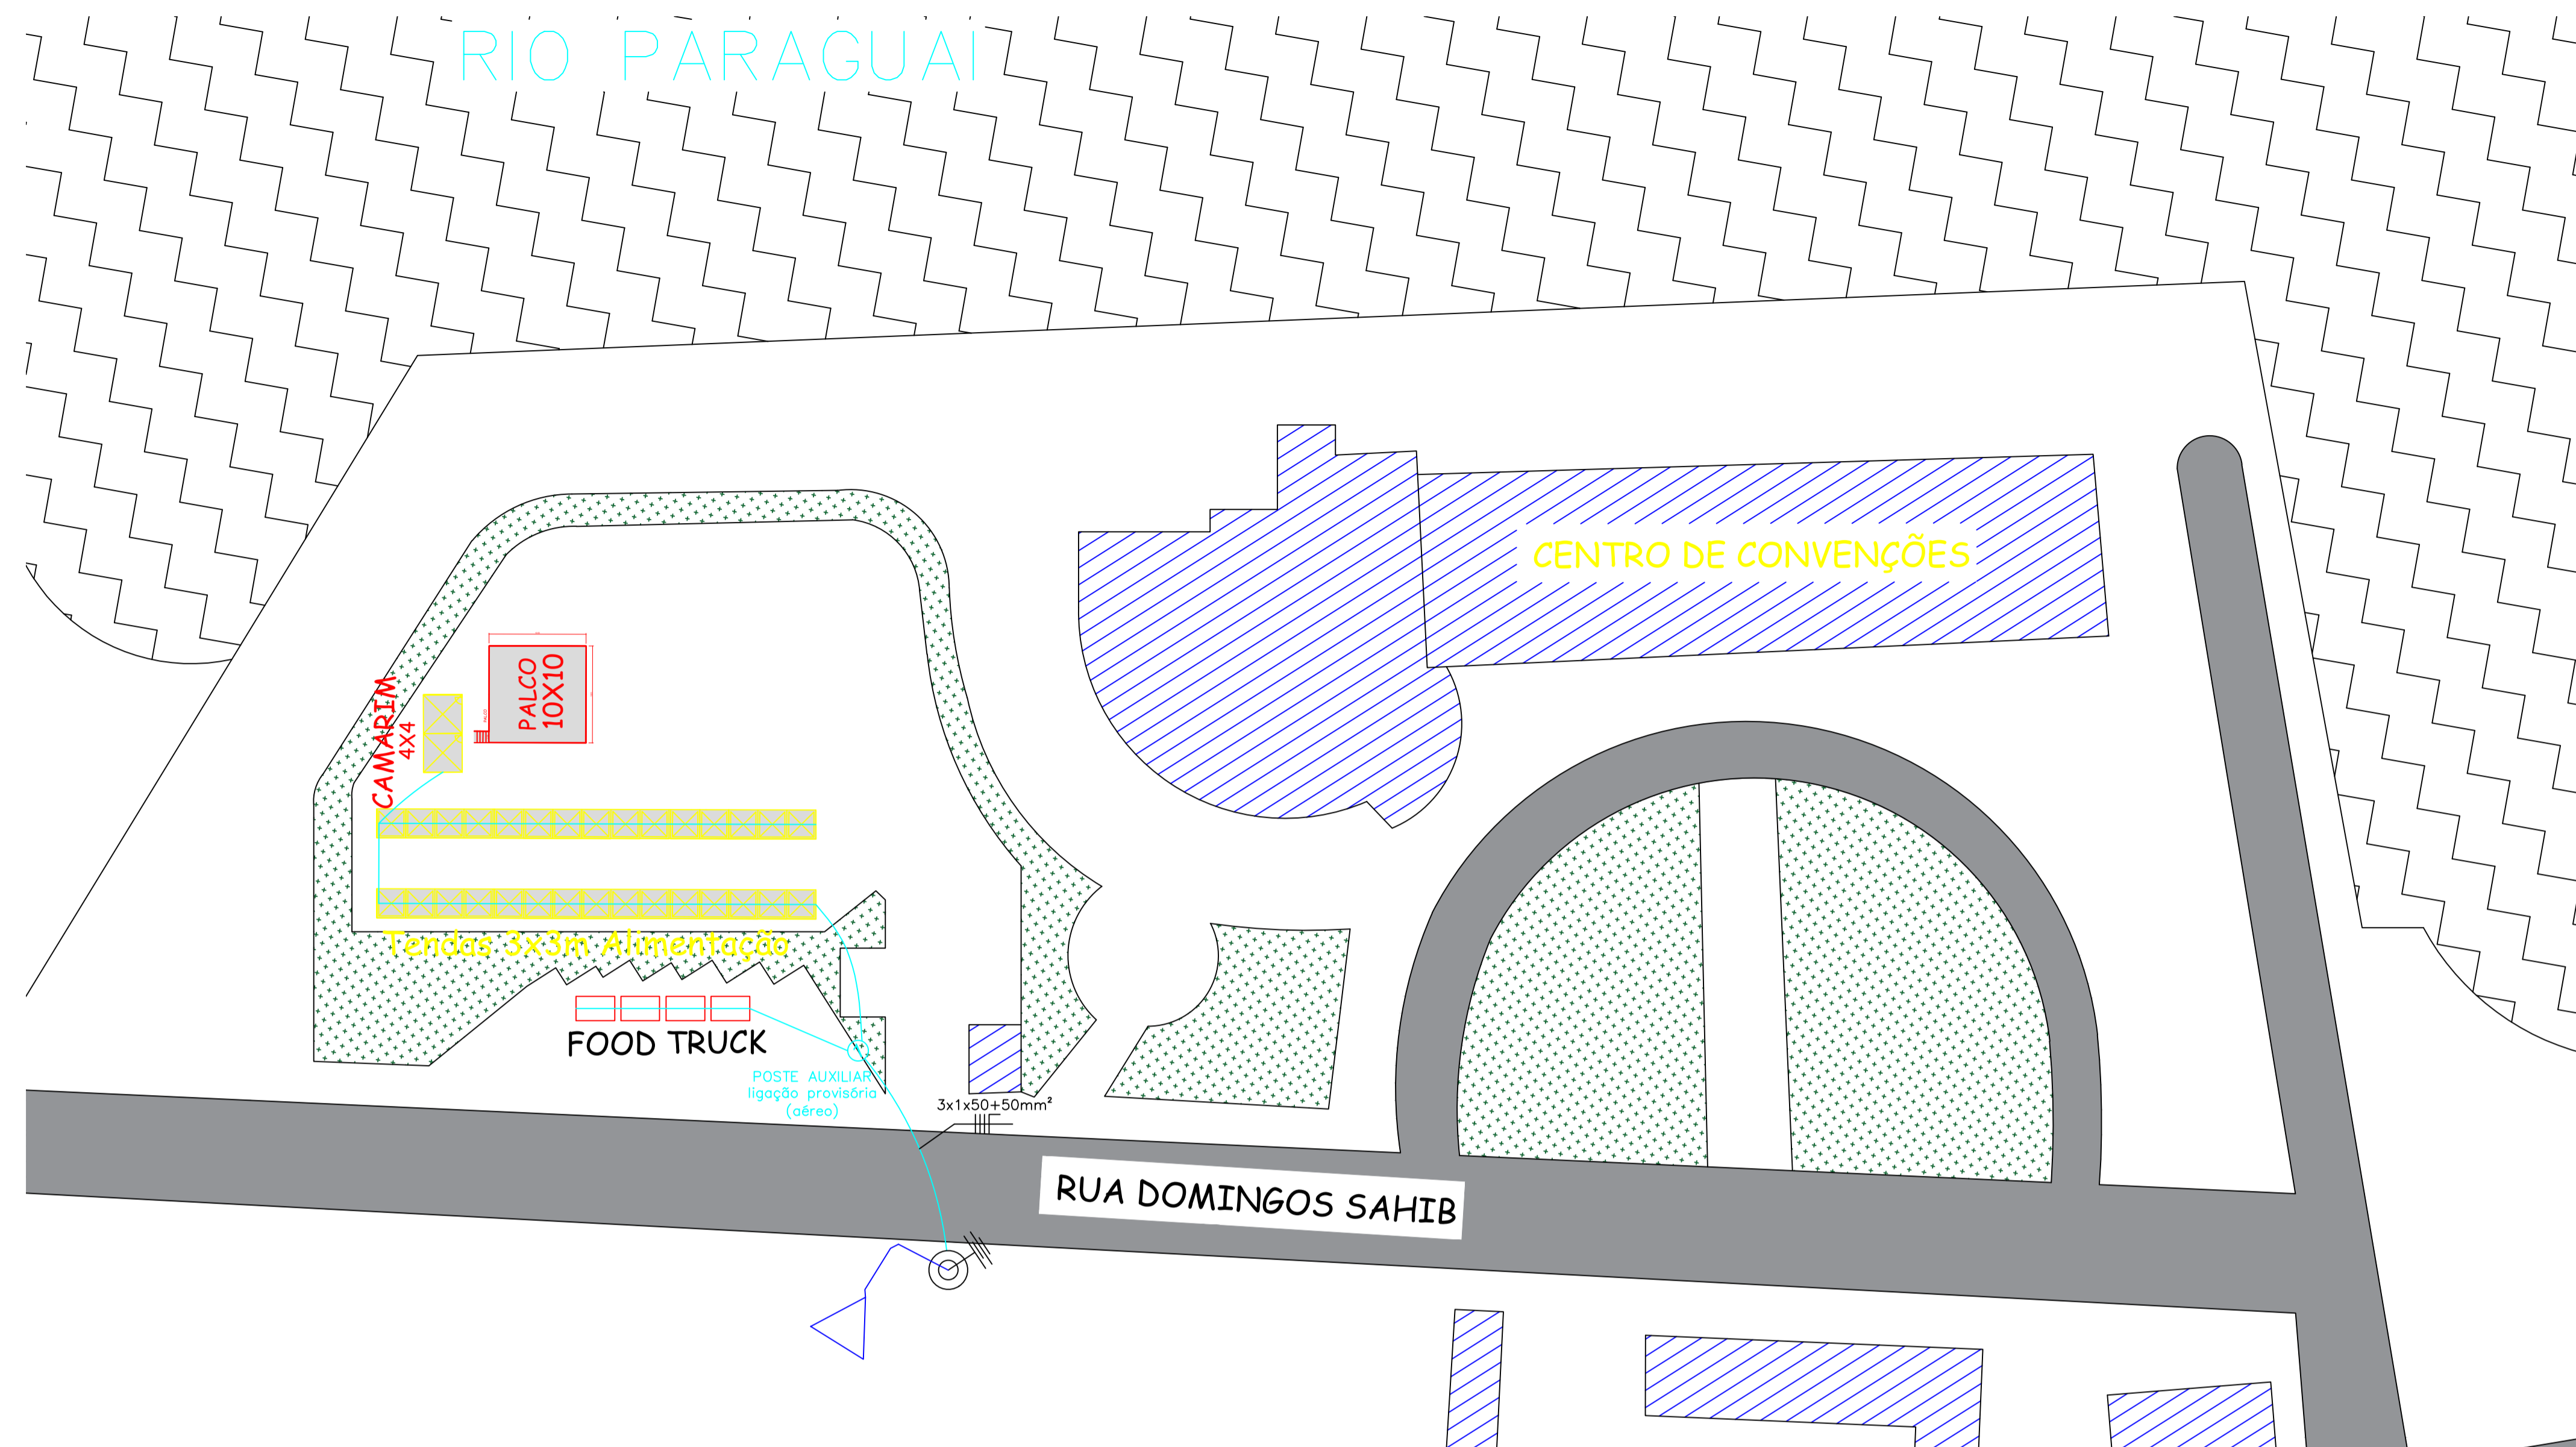 RIO PARAGUAI
CENTRO DE CONVENÇÕES
PALCO
10X10
PALCO
CAMARIM
4X4
Tendas 3x3m Alimentação
FOOD TRUCK
POSTE AUXILIAR
ligação provisória
(aéreo)
3x1x50+50mm²
RUA DOMINGOS SAHIB